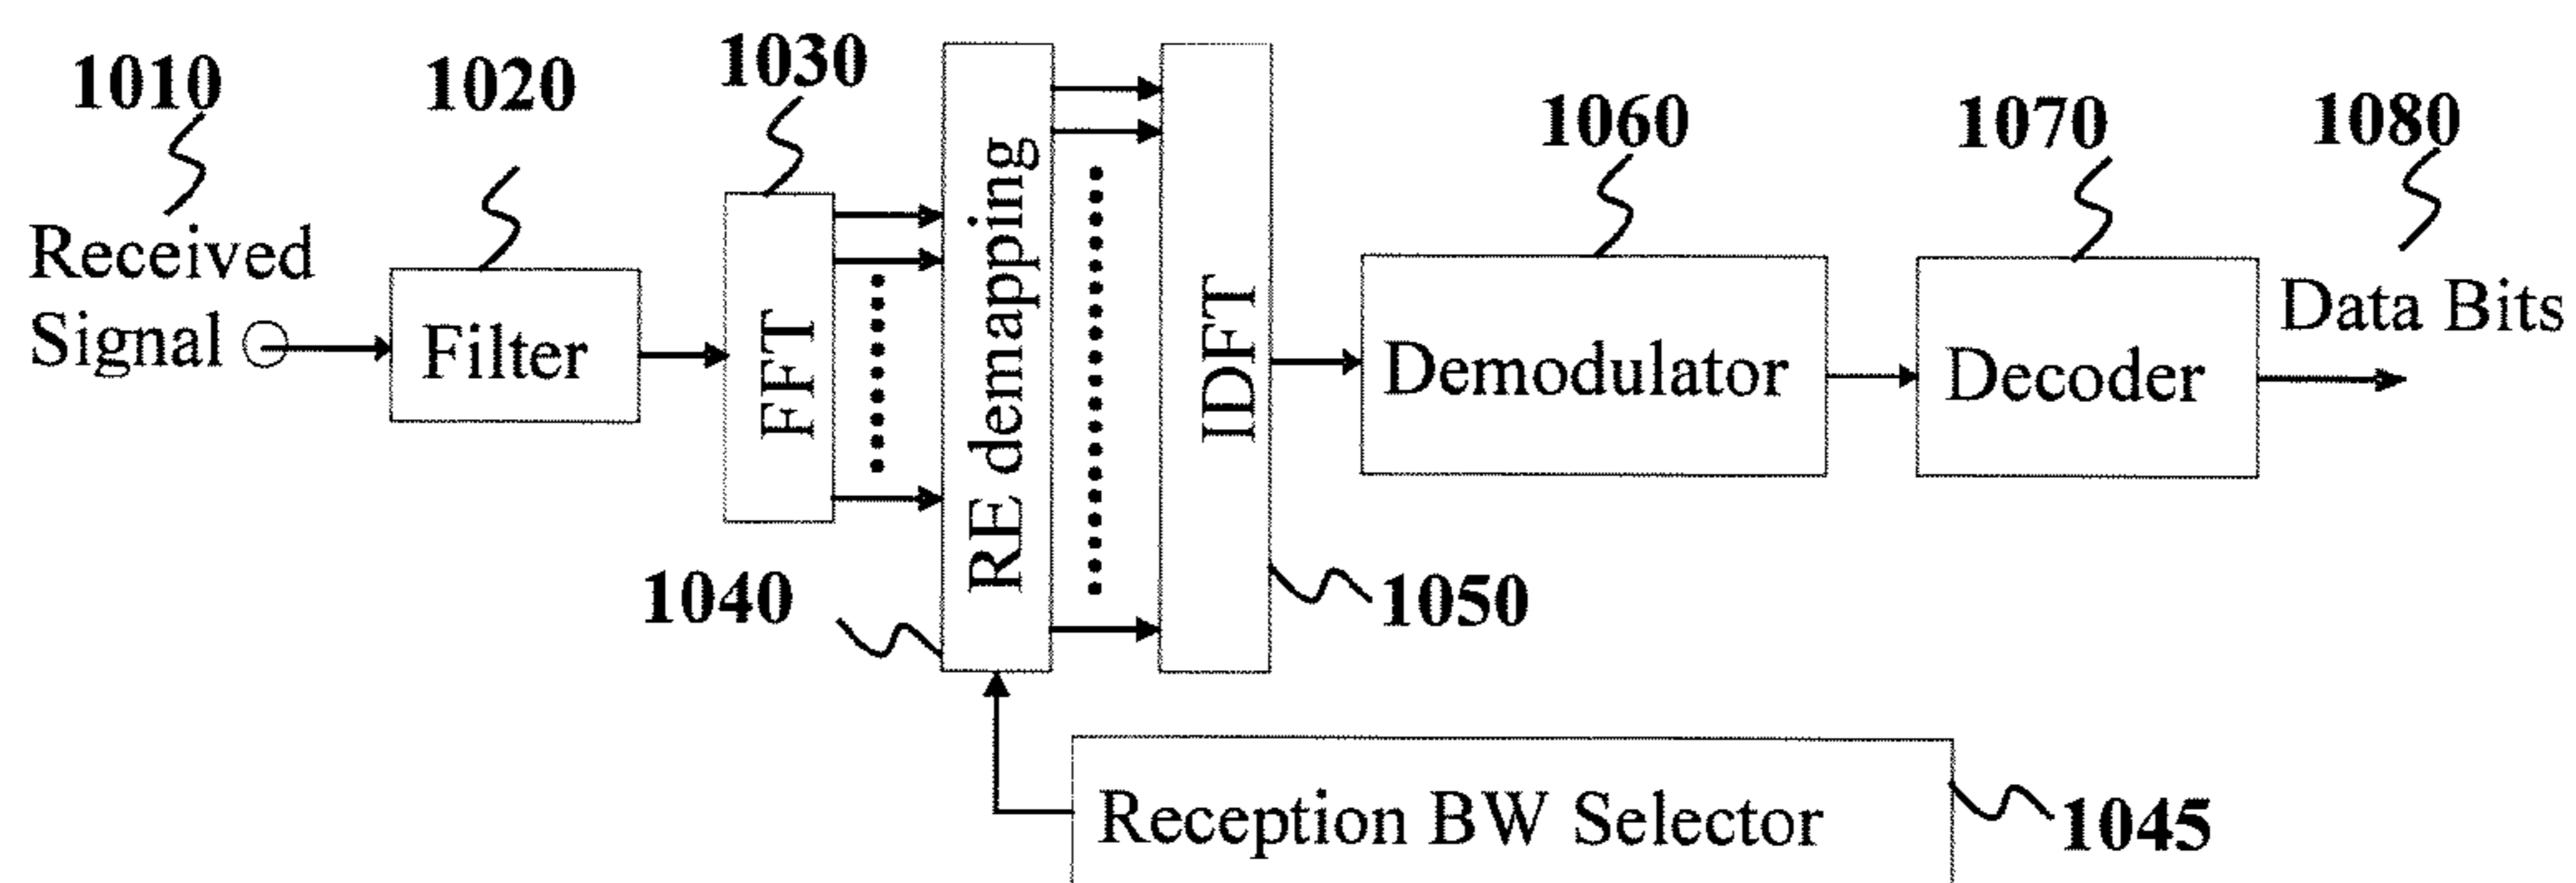 1010
1020
1030
1060
1070
1080
Received
Signal
Filter
FFT
RE demapping
IDFT
Demodulator
Decoder
Data Bits
1040
1050
Reception BW Selector
1045